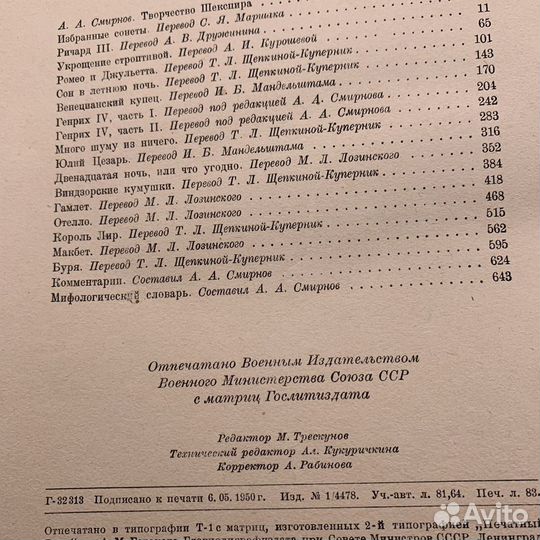 А. А. Смирнов. Творчество Шекспира
Избранные сонеты. Перевод С. Я. Маршака
Ричард III. Перевод А. В. Дружинина 11
Укрощение строптивой. Перевод А. И. Курошевой 65
Ромео и Джульетта. Перевод Т. Л. Щепкиной-Куперник 101
Сон в летнюю ночь. Перевод Т. Л. Щепкиной-Куперник 143
Венецианский купец. Перевод И. Б. Мандельштама 170
Генрих IV, часть I. Перевод под редакцией А. А. Смирнова 204
Генрих IV, часть II. Перевод под редакцией А. А. Смирнова 242
Много шуму из ничего. Перевод Т. Л. Щепкиной-Куперник 283
Юлий Цезарь. Перевод И. Б. Мандельштама 316
Двенадцатая ночь, или что угодно. Перевод М. Л. Лозинского 352
Виндзорские кумушки. Перевод Т. Л. Щепкиной-Куперник 384
Гамлет. Перевод М. Л. Лозинского 418
Отелло. Перевод М. Л. Лозинского 468
Король Лир. Перевод Т. Л. Щепкиной-Куперник 515
Макбет. Перевод М. Л. Лозинского 562
Буря. Перевод Т. Л. Щепкиной-Куперник 595
Комментарии. Составил А. А. Смирнов 624
Мифологический словарь. Составил А. А. Смирнов 643
Отпечатано Военным Издательством
Военного Министерства Союза ССР
с матриц Гослитиздата
Редактор М. Трескунов
Технический редактор Ал. Кукуричкина
Корректор А. Рабинова
Г-32313 Подписано к печати 6.05.1950 г. Изд. № 1/4478. Уч.-авт. л. 81,64. Печ. л. 83.
Отпечатано в типографии Т-1 с матриц, изготовленных 2-й типографией „Печатный
при Совете Министров СССР, Ленинград
Avito